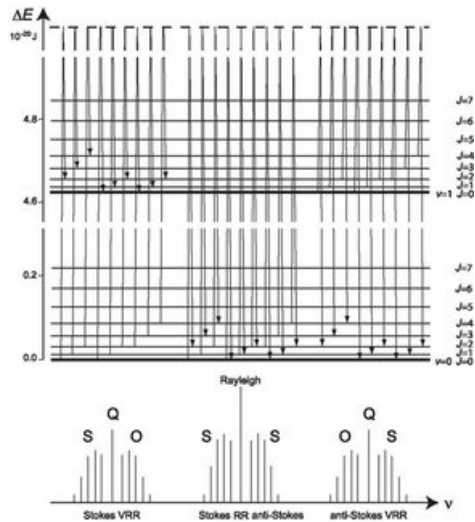 ΔE
10⁻²⁰ J
4.8
J=7
J=6
J=5
J=4
J=3
J=2
J=1
4.6
ν=1 J=0
0.2
J=7
J=6
J=5
J=4
J=3
J=2
J=1
0.0
ν=0 J=0
Rayleigh
S Q O S S O Q S
ν
Stokes VRR Stokes RR anti-Stokes anti-Stokes VRR